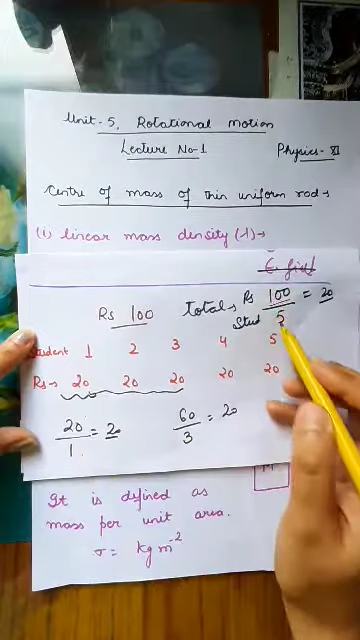 Unit-5, Rotational motion
Lecture No-1 Physics-XI
Centre of mass of thin uniform rod→
(i) linear mass density (λ)→
Rs 100 total→ Rs 100/5 = 20
Stud
Student 1 2 3 4 5
Rs→ 20 20 20 20 20
20/1 = 20 60/3 = 20
It is defined as
mass per unit area.
σ = kg m⁻²
M